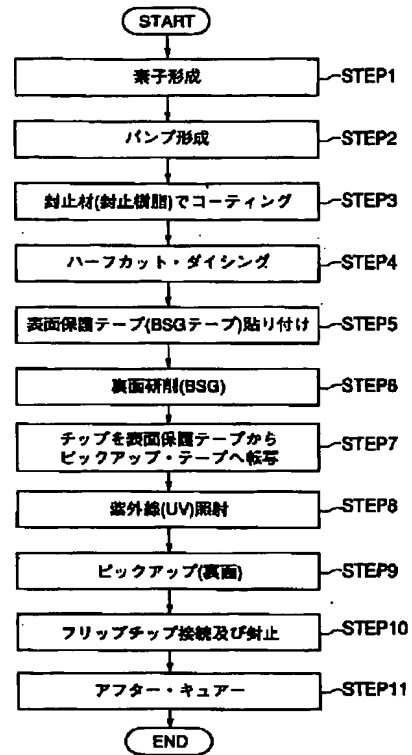 START
素子形成
STEP1
バンプ形成
STEP2
封止材(封止樹脂)でコーティング
STEP3
ハーフカット・ダイシング
STEP4
表面保護テープ(BSGテープ)貼り付け
STEP5
裏面研削(BSG)
STEP6
チップを表面保護テープから
ピックアップ・テープへ転写
STEP7
紫外線(UV)照射
STEP8
ピックアップ(裏面)
STEP9
フリップチップ接続及び封止
STEP10
アフター・キュアー
STEP11
END